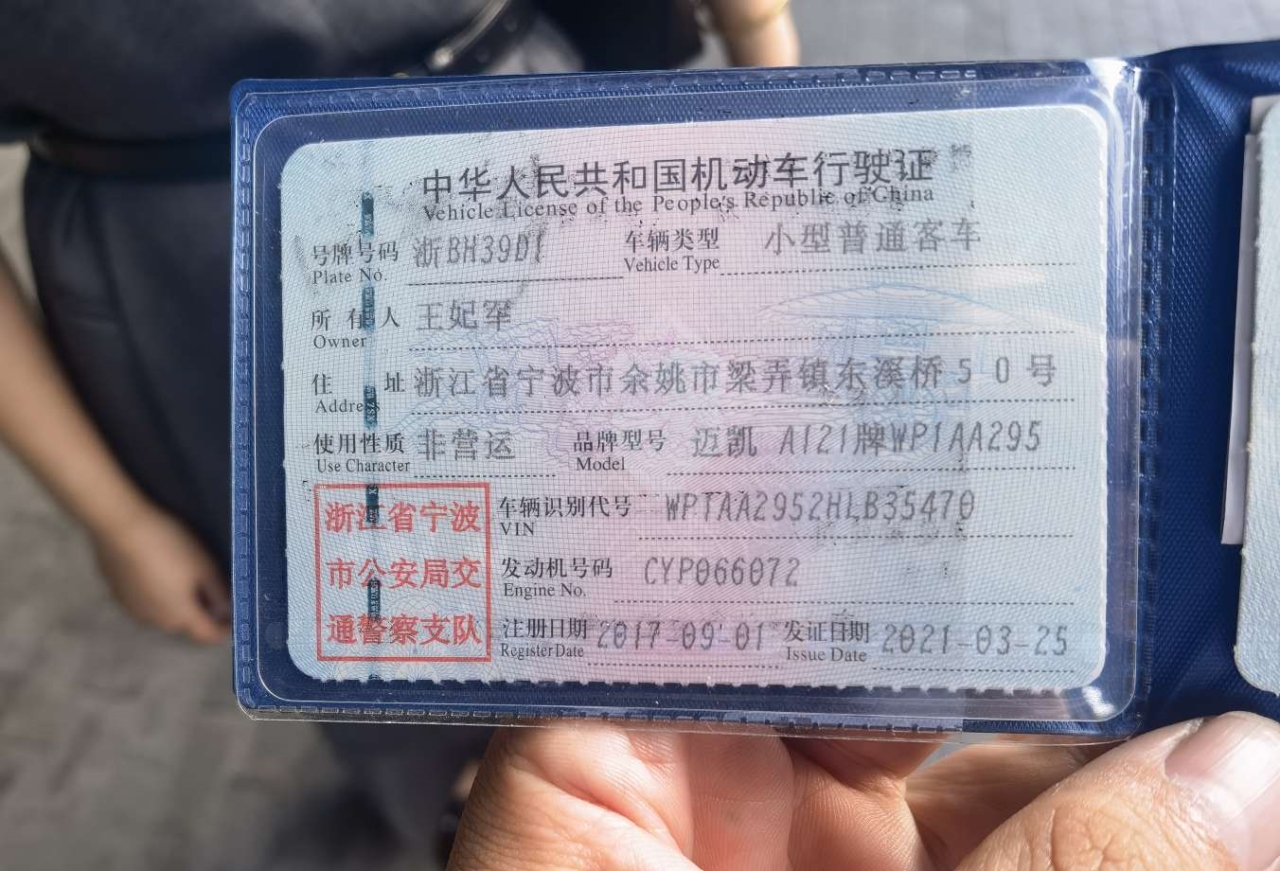 中华人民共和国机动车行驶证
Vehicle License of the People's Republic of China
号牌号码 浙BH39D1 车辆类型 小型普通客车
Plate No. Vehicle Type
所有人 王妃军
Owner
住址 浙江省宁波市余姚市梁弄镇东溪桥50号
Address
使用性质 非营运 品牌型号 迈凯 A121牌WP1AA295
Use Character Model
浙江省宁波
市公安局交
通警察支队
车辆识别代号 WPTAA2952HLB35470
VIN
发动机号码 CYP066072
Engine No.
注册日期 2017-09-01 发证日期 2021-03-25
Register Date Issue Date